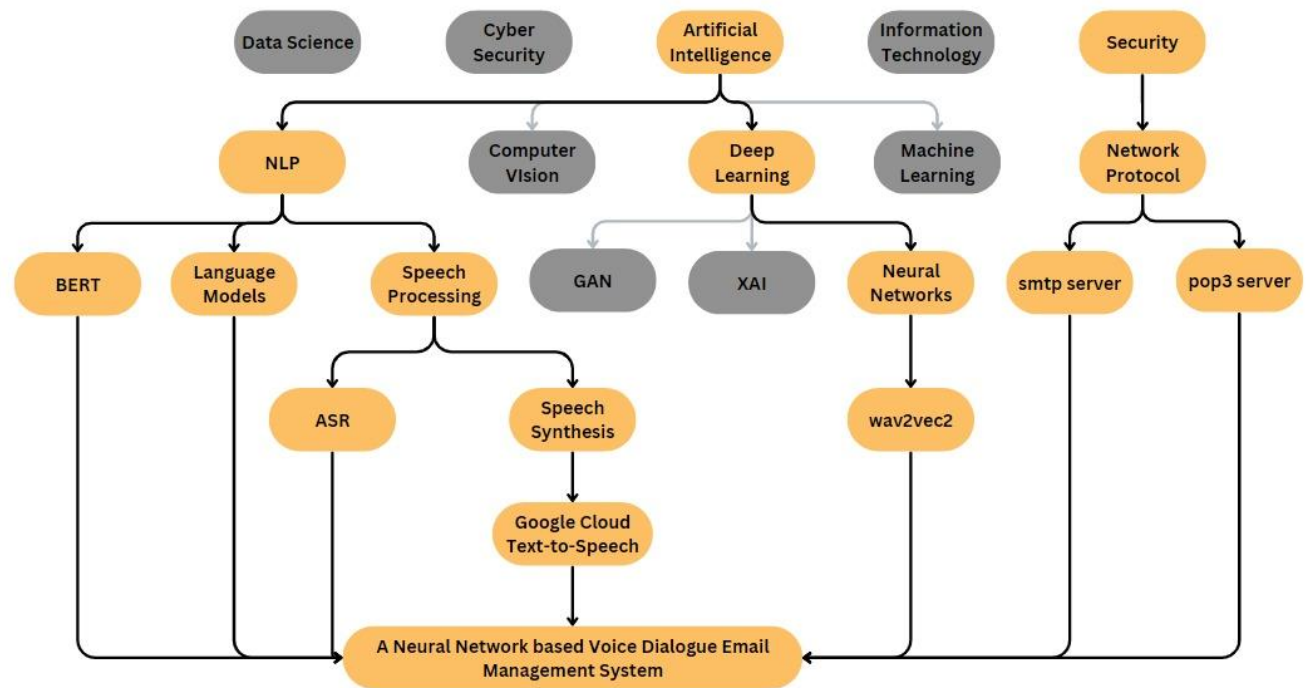 Data Science
Cyber
Security
Artificial
Intelligence
Information
Technology
Security
NLP
Computer
VIsion
Deep
Learning
Machine
Learning
Network
Protocol
BERT
Language
Models
Speech
Processing
GAN
XAI
Neural
Networks
smtp server
pop3 server
ASR
Speech
Synthesis
wav2vec2
Google Cloud
Text-to-Speech
A Neural Network based Voice Dialogue Email
Management System